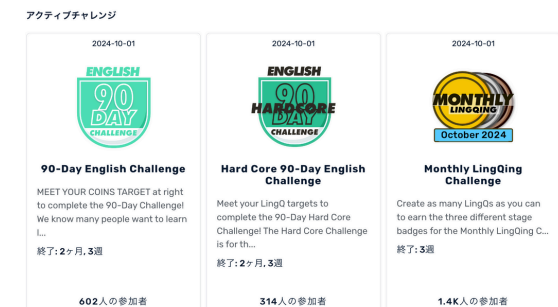 アクティブチャレンジ
2024-10-01
ENGLISH
90
DAY
CHALLENGE
90-Day English Challenge
MEET YOUR COINS TARGET at right
to complete the 90-Day Challenge!
We know many people want to learn
l...
終了: 2ヶ月, 3週
602人の参加者
2024-10-01
ENGLISH
90
HARDCORE
DAY
CHALLENGE
Hard Core 90-Day English
Challenge
Meet your LingQ targets to
complete the 90-Day Hard Core
Challenge! The Hard Core Challenge
is for th...
終了: 2ヶ月, 3週
314人の参加者
2024-10-01
MONTHLY
LINGQING
October 2024
Monthly LingQing
Challenge
Create as many LingQs as you can
to earn the three different stage
badges for the Monthly LingQing C...
終了: 3週
1.4K人の参加者